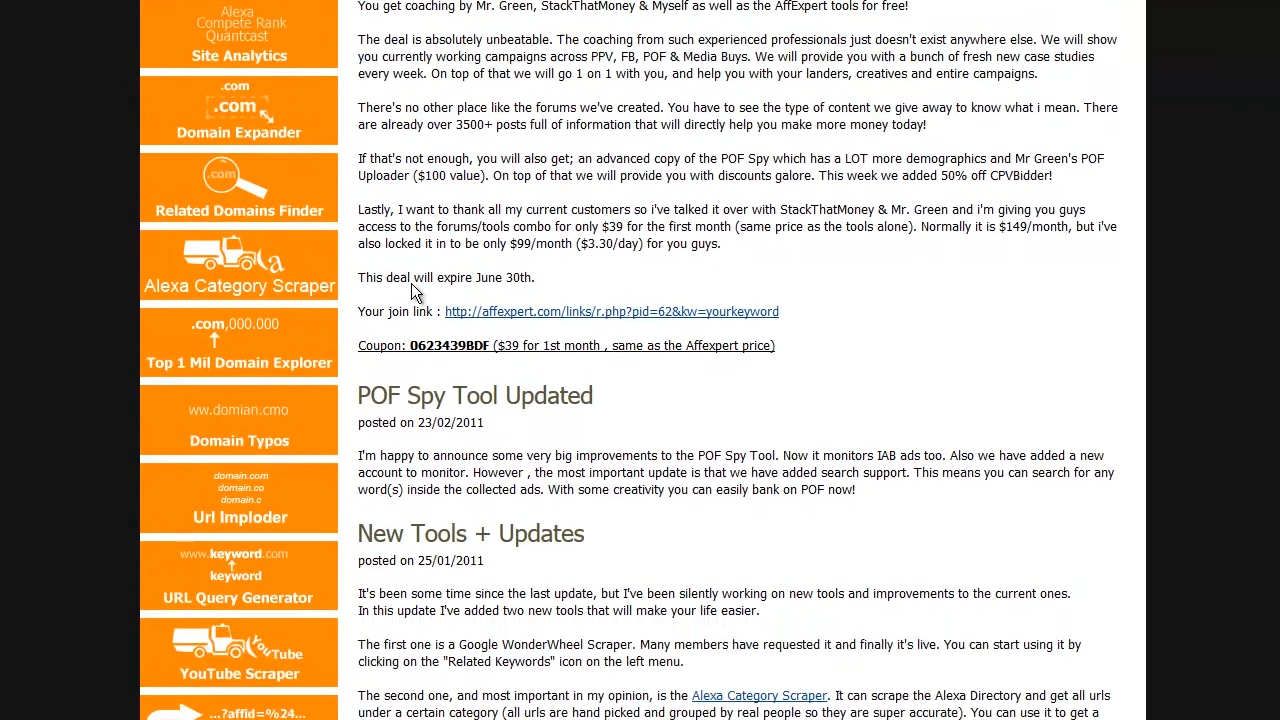 Alexa
Compete Rank
Quantcast
Site Analytics
.com
.com
Domain Expander
.com
Related Domains Finder
a
Alexa Category Scraper
.com,000.000
Top 1 Mil Domain Explorer
ww.domian.cmo
Domain Typos
domain.com
domain.co
domain.c
Url Imploder
www.keyword.com
keyword
URL Query Generator
YouTube
YouTube Scraper
...?affid=%24...
You get coaching by Mr. Green, StackThatMoney & Myself as well as the AffExpert tools for free!
The deal is absolutely unbeatable. The coaching from such experienced professionals just doesn't exist anywhere else. We will show
you currently working campaigns across PPV, FB, POF & Media Buys. We will provide you with a bunch of fresh new case studies
every week. On top of that we will go 1 on 1 with you, and help you with your landers, creatives and entire campaigns.
There's no other place like the forums we've created. You have to see the type of content we give away to know what i mean. There
are already over 3500+ posts full of information that will directly help you make more money today!
If that's not enough, you will also get; an advanced copy of the POF Spy which has a LOT more demographics and Mr Green's POF
Uploader ($100 value). On top of that we will provide you with discounts galore. This week we added 50% off CPVBidder!
Lastly, I want to thank all my current customers so i've talked it over with StackThatMoney & Mr. Green and i'm giving you guys
access to the forums/tools combo for only $39 for the first month (same price as the tools alone). Normally it is $149/month, but i've
also locked it in to be only $99/month ($3.30/day) for you guys.
This deal will expire June 30th.
Your join link : http://affexpert.com/links/r.php?pid=62&kw=yourkeyword
Coupon: 0623439BDF ($39 for 1st month , same as the Affexpert price)
POF Spy Tool Updated
posted on 23/02/2011
I'm happy to announce some very big improvements to the POF Spy Tool. Now it monitors IAB ads too. Also we have added a new
account to monitor. However , the most important update is that we have added search support. This means you can search for any
word(s) inside the collected ads. With some creativity you can easily bank on POF now!
New Tools + Updates
posted on 25/01/2011
It's been some time since the last update, but I've been silently working on new tools and improvements to the current ones.
In this update I've added two new tools that will make your life easier.
The first one is a Google WonderWheel Scraper. Many members have requested it and finally it's live. You can start using it by
clicking on the "Related Keywords" icon on the left menu.
The second one, and most important in my opinion, is the Alexa Category Scraper. It can scrape the Alexa Directory and get all urls
under a certain category (all urls are hand picked and grouped by real people so they are super accurate). You can use it to get a